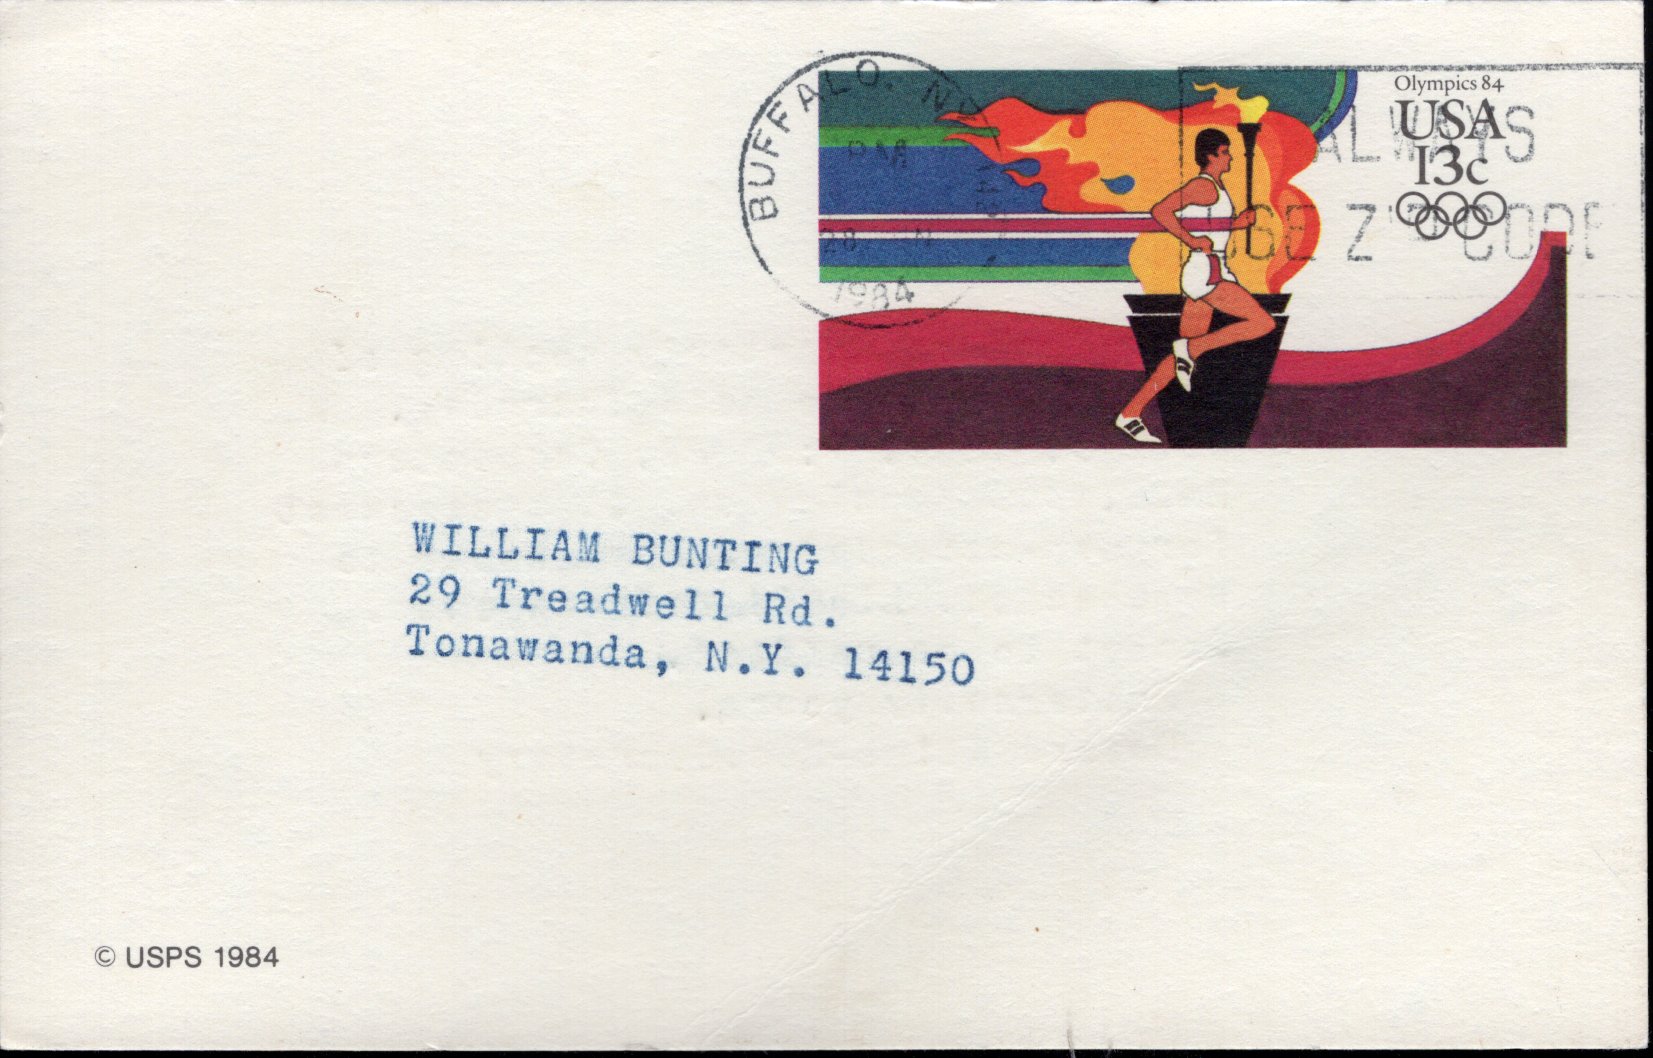 BUFFALO, NY
PM
28
1984
ALWAYS
USE ZIP CODE
Olympics 84
USA
13c
WILLIAM BUNTING
29 Treadwell Rd.
Tonawanda, N.Y. 14150
© USPS 1984